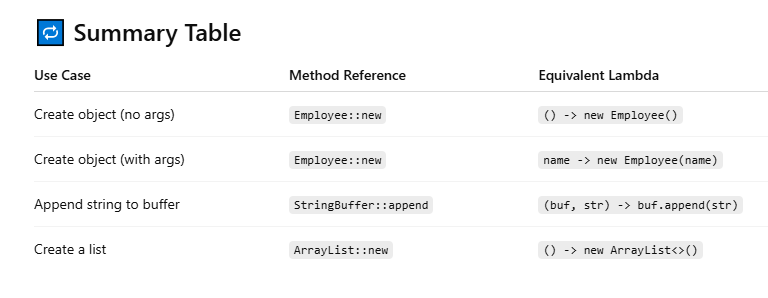 Summary Table
Use Case Method Reference Equivalent Lambda
Create object (no args) Employee::new () -> new Employee()
Create object (with args) Employee::new name -> new Employee(name)
Append string to buffer StringBuffer::append (buf, str) -> buf.append(str)
Create a list ArrayList::new () -> new ArrayList<>()